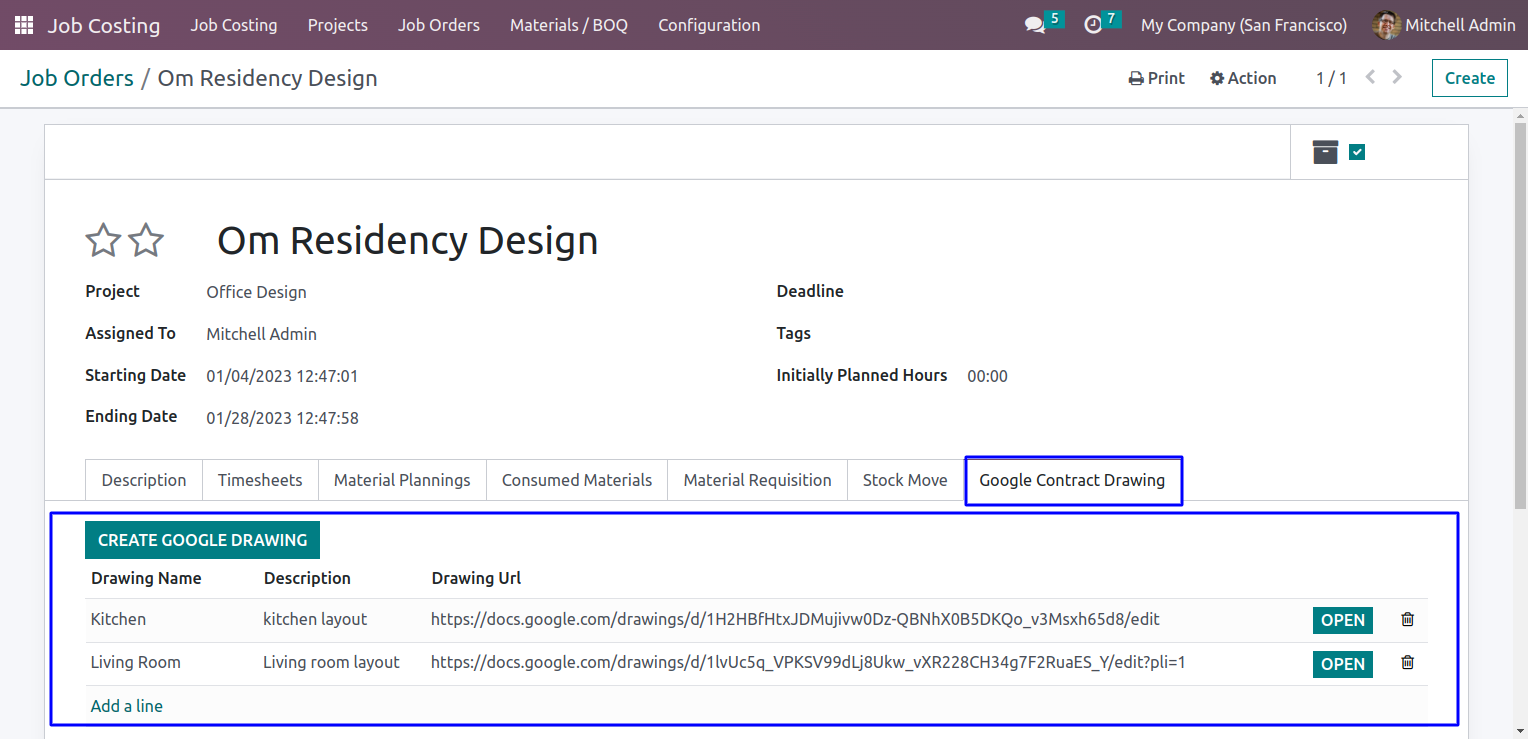 Job Costing Job Costing Projects Job Orders Materials / BOQ Configuration 5 7 My Company (San Francisco) Mitchell Admin
Job Orders / Om Residency Design Print Action 1 / 1 Create
Om Residency Design
Project Office Design Deadline
Assigned To Mitchell Admin Tags
Starting Date 01/04/2023 12:47:01 Initially Planned Hours 00:00
Ending Date 01/28/2023 12:47:58
Description Timesheets Material Plannings Consumed Materials Material Requisition Stock Move Google Contract Drawing
CREATE GOOGLE DRAWING
Drawing Name Description Drawing Url
Kitchen kitchen layout https://docs.google.com/drawings/d/1H2HBfHtxJDMujivw0Dz-QBNhX0B5DKQo_v3Msxh65d8/edit OPEN
Living Room Living room layout https://docs.google.com/drawings/d/1lvUc5q_VPKSV99dLj8Ukw_vXR228CH34g7F2RuaES_Y/edit?pli=1 OPEN
Add a line